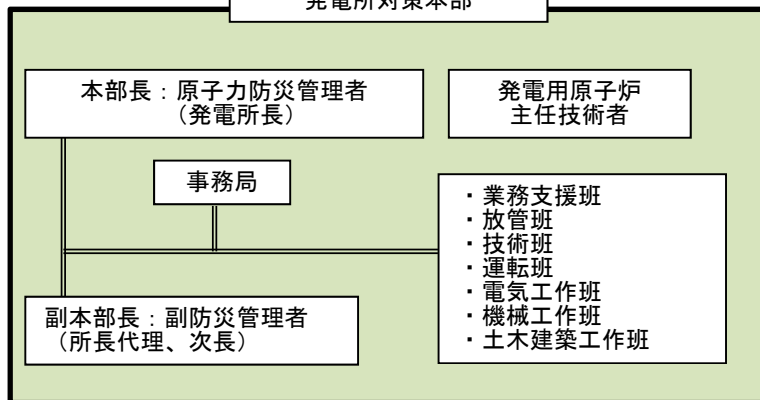 発電所対策本部
本部長：原子力防災管理者
（発電所長）
発電用原子炉
主任技術者
事務局
・業務支援班
・放管班
・技術班
・運転班
・電気工作班
・機械工作班
・土木建築工作班
副本部長：副防災管理者
（所長代理、次長）